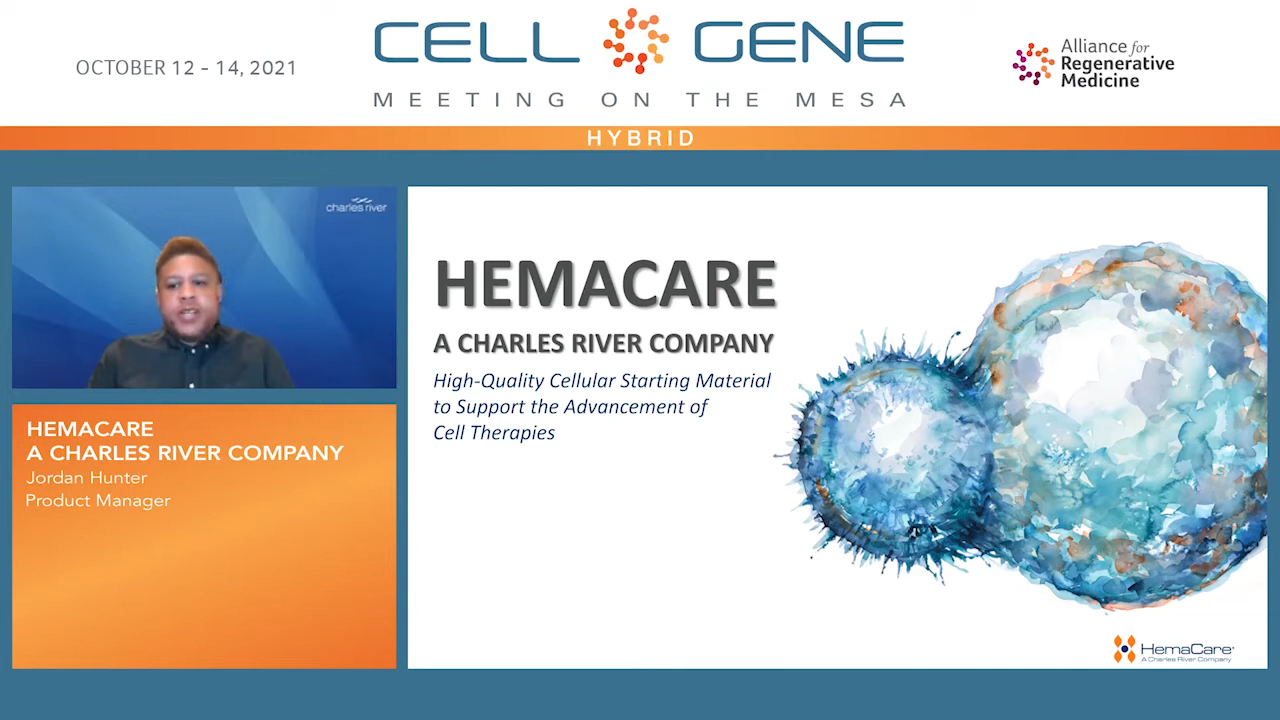 OCTOBER 12 - 14, 2021
CELL GENE
MEETING ON THE MESA
Alliance for
Regenerative
Medicine
HYBRID
charles river
HEMACARE
A CHARLES RIVER COMPANY
Jordan Hunter
Product Manager
HEMACARE
A CHARLES RIVER COMPANY
High-Quality Cellular Starting Material
to Support the Advancement of
Cell Therapies
HemaCare®
A Charles River Company